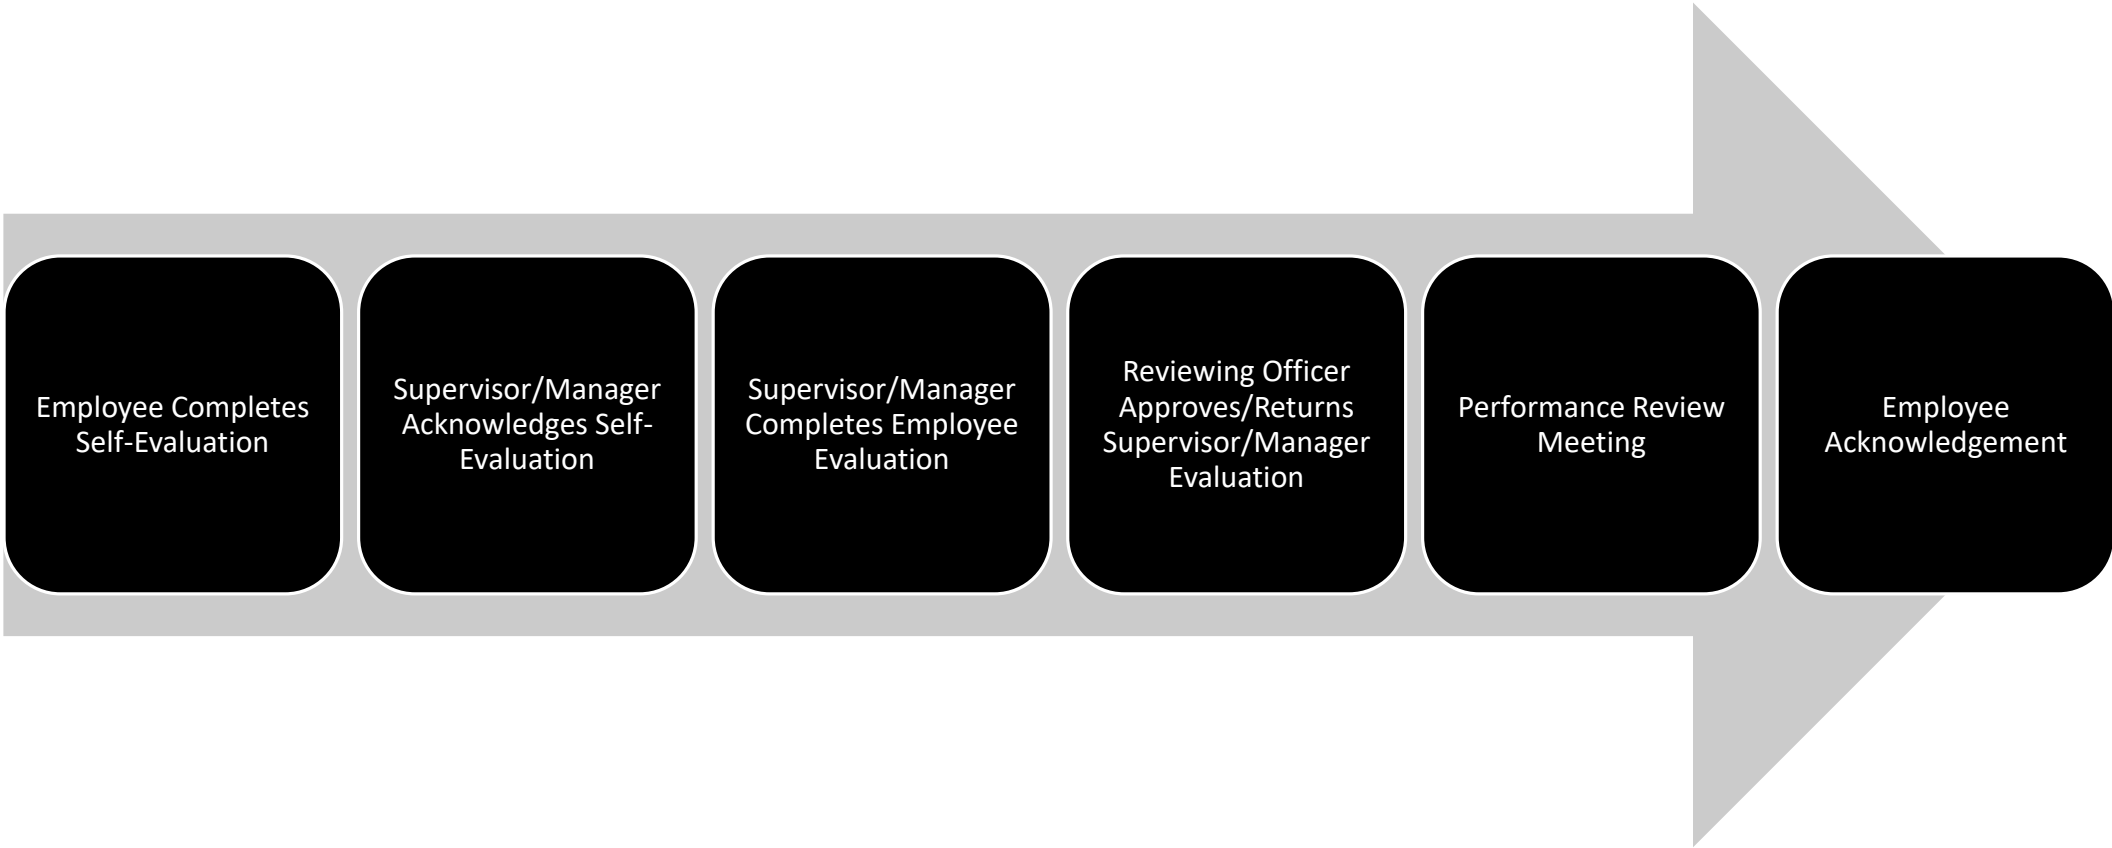 Employee Completes
Self-Evaluation
Supervisor/Manager
Acknowledges Self-
Evaluation
Supervisor/Manager
Completes Employee
Evaluation
Reviewing Officer
Approves/Returns
Supervisor/Manager
Evaluation
Performance Review
Meeting
Employee
Acknowledgement